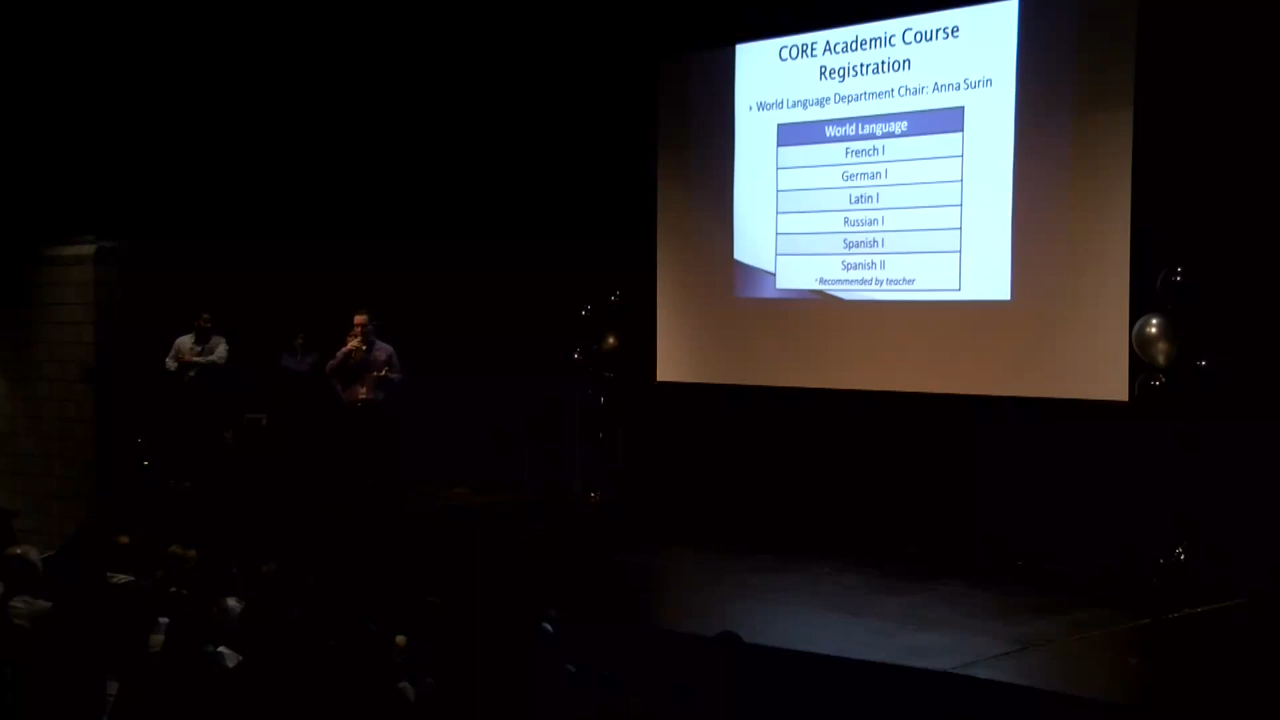 CORE Academic Course
Registration
World Language Department Chair: Anna Surin
World Language
French I
German I
Latin I
Russian I
Spanish I
Spanish II
*Recommended by teacher